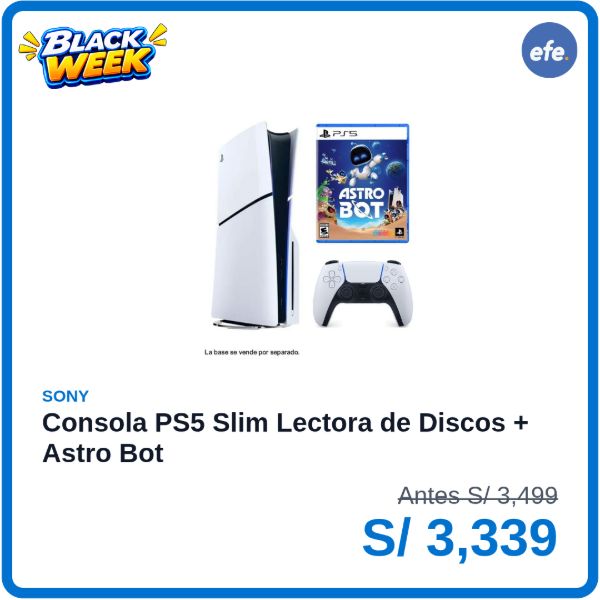 BLACK
WEEK
efe.
PS5
ASTRO
BOT
La base se vende por separado.
SONY
Consola PS5 Slim Lectora de Discos +
Astro Bot
Antes S/ 3,499
S/ 3,339